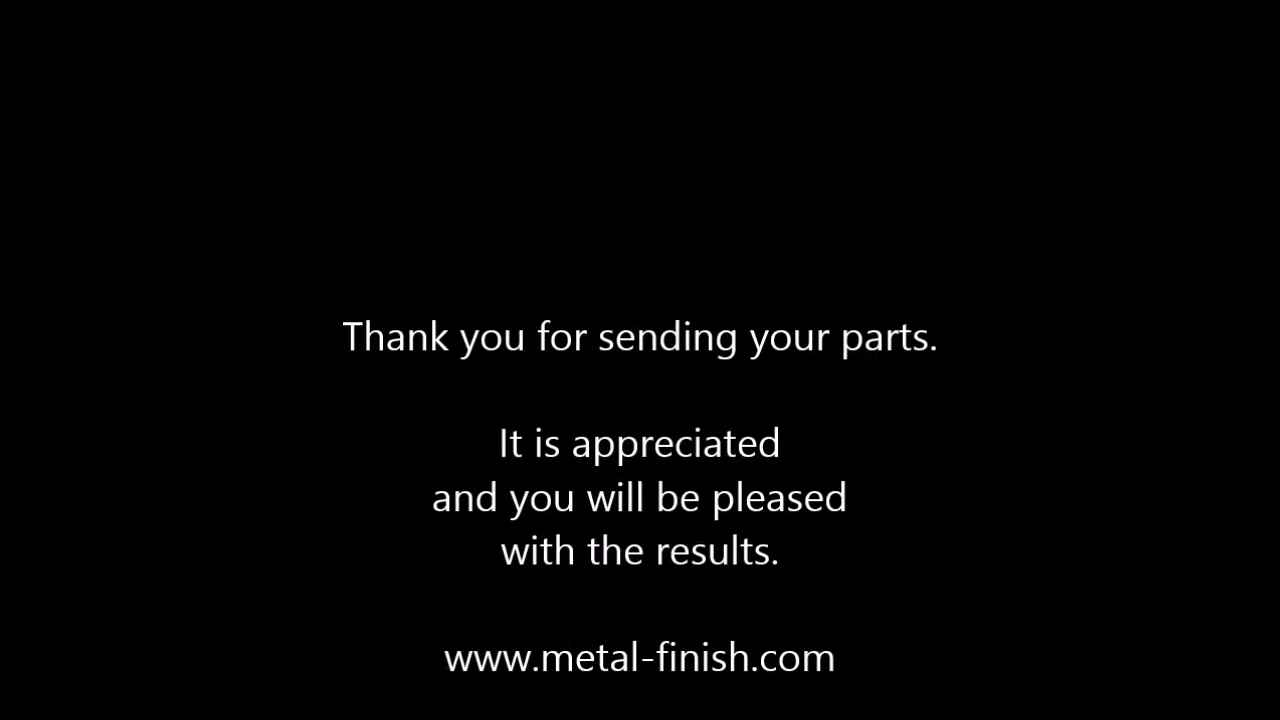 Thank you for sending your parts.
It is appreciated
and you will be pleased
with the results.
www.metal-finish.com